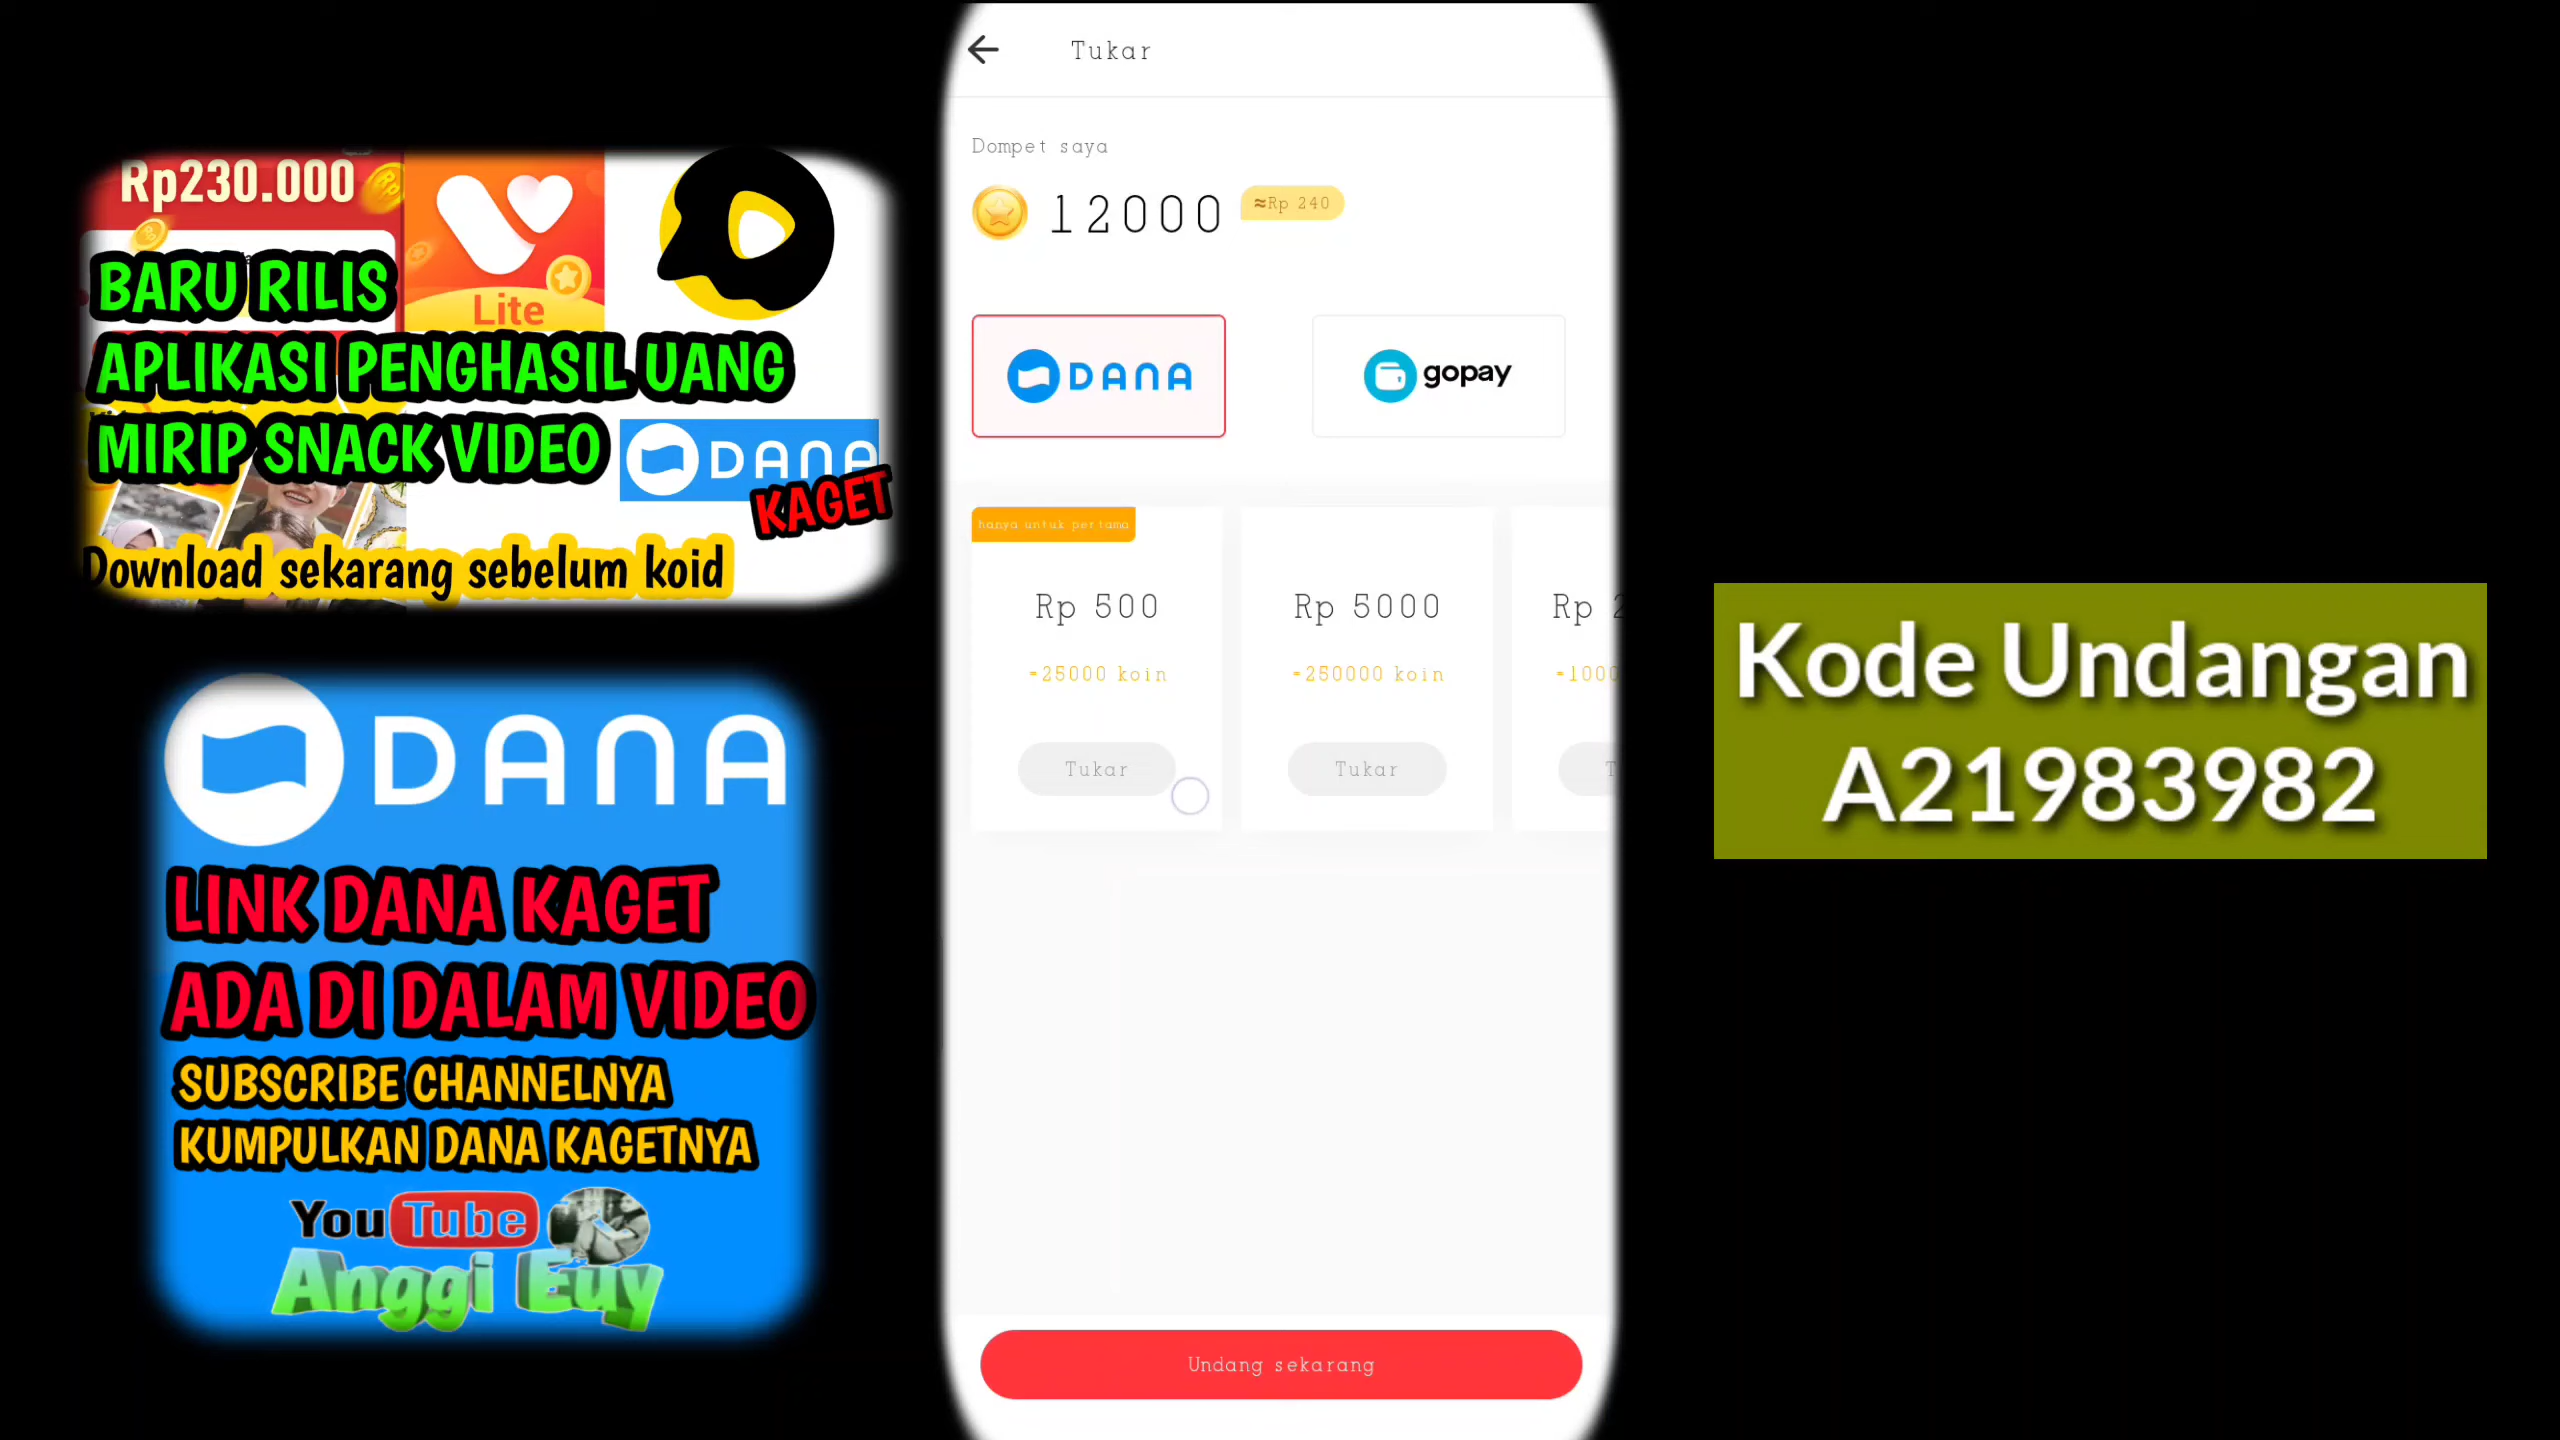 Rp230.000
Lite
BARU RILIS
APLIKASI PENGHASIL UANG
MIRIP SNACK VIDEO
DANA
KAGET
Download sekarang sebelum koid
DANA
LINK DANA KAGET
ADA DI DALAM VIDEO
SUBSCRIBE CHANNELNYA
KUMPULKAN DANA KAGETNYA
YouTube
Anggi Euy
Tukar
Dompet saya
12000 ≈Rp 240
DANA gopay
hanya untuk pertama
Rp 500 Rp 5000 Rp 2
=25000 koin =250000 koin =1000
Tukar Tukar T
Undang sekarang
Kode Undangan
A21983982